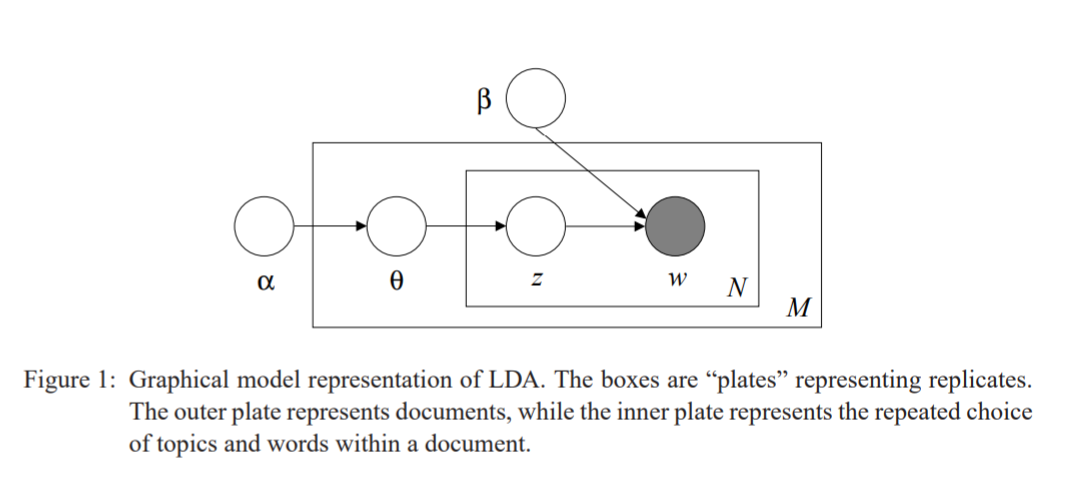 β
α
θ
z
w
N
M
Figure 1: Graphical model representation of LDA. The boxes are “plates” representing replicates.
The outer plate represents documents, while the inner plate represents the repeated choice
of topics and words within a document.